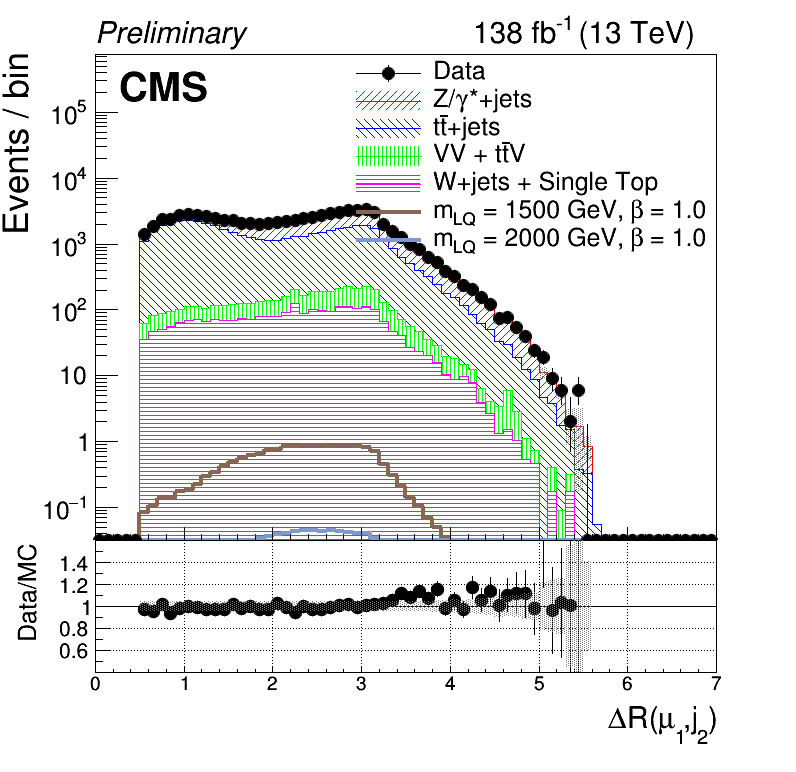 Preliminary 138 fb⁻¹ (13 TeV)
CMS
Data
Z/γ*+jets
tt̄+jets
VV + tt̄V
W+jets + Single Top
m_LQ = 1500 GeV, β = 1.0
m_LQ = 2000 GeV, β = 1.0
Events / bin
10⁵
10⁴
10³
10²
10
1
10⁻¹
Data/MC
1.4
1.2
1
0.8
0.6
0 1 2 3 4 5 6 7
ΔR(μ₁,j₂)